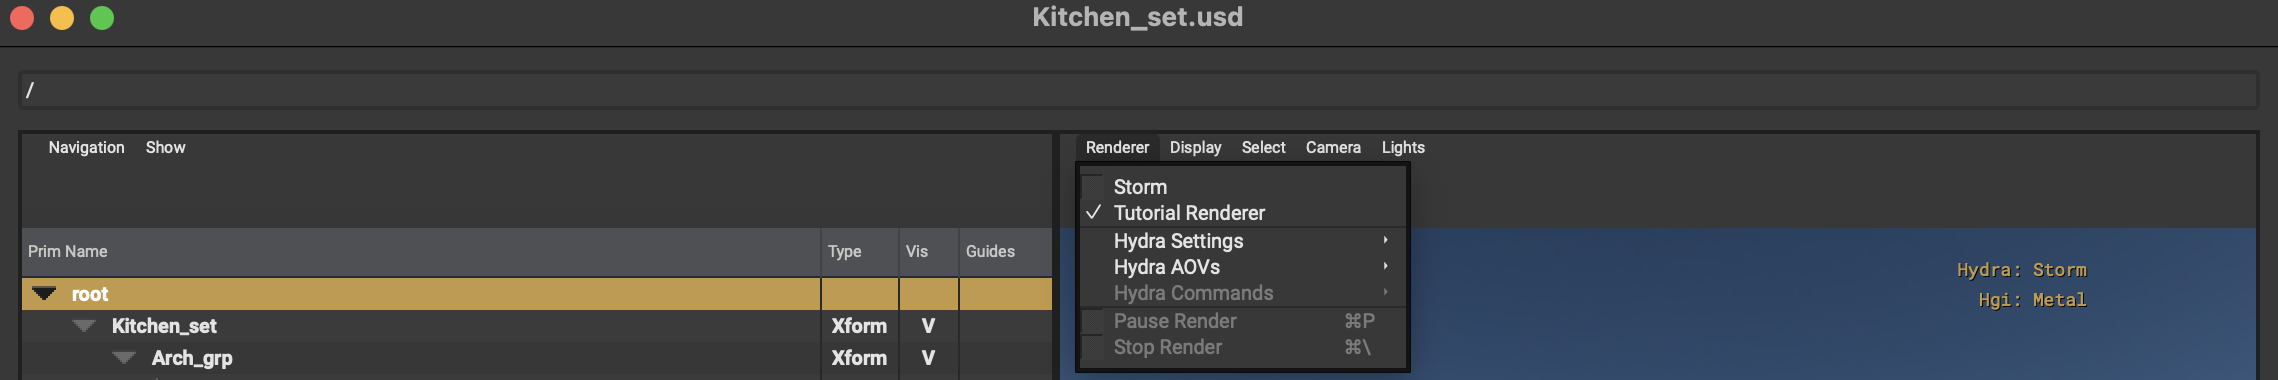 Kitchen_set.usd
/
Navigation Show
Renderer Display Select Camera Lights
Storm
✓ Tutorial Renderer
Hydra Settings
Hydra AOVs
Hydra Commands
Pause Render ⌘P
Stop Render ⌘\
Prim Name Type Vis Guides
root
Kitchen_set Xform V
Arch_grp Xform V
Hydra: Storm
Hgi: Metal